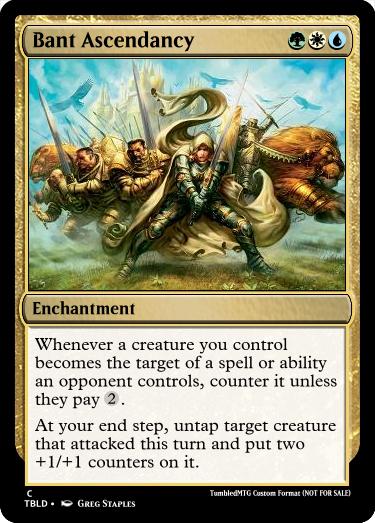 Bant Ascendancy
Enchantment
Whenever a creature you control
becomes the target of a spell or ability
an opponent controls, counter it unless
they pay 2.
At your end step, untap target creature
that attacked this turn and put two
+1/+1 counters on it.
C
TBLD • Greg Staples
TumbledMTG Custom Format (NOT FOR SALE)